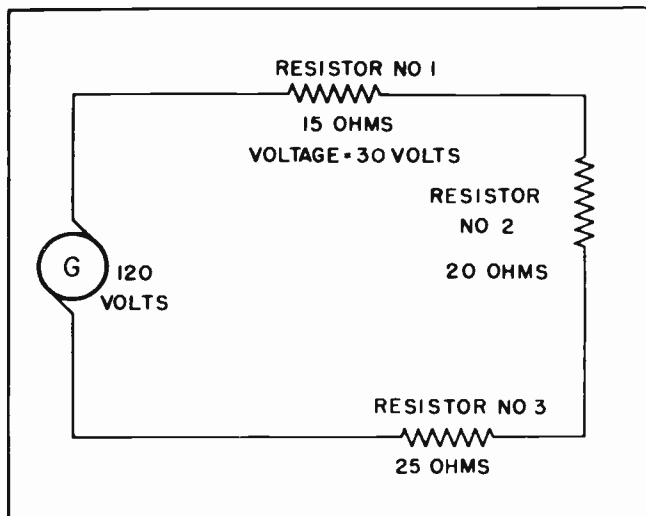 RESISTOR NO 1
15 OHMS
VOLTAGE = 30 VOLTS
RESISTOR
NO 2
20 OHMS
G
120
VOLTS
RESISTOR NO 3
25 OHMS